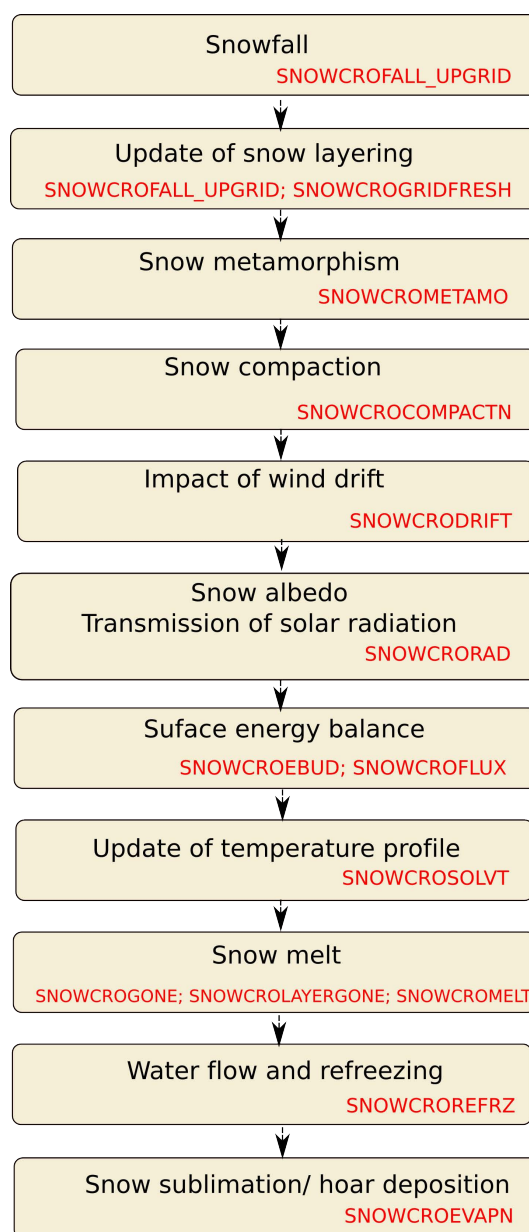 Snowfall
SNOWCROFALL_UPGRID
Update of snow layering
SNOWCROFALL_UPGRID; SNOWCROGRIDFRESH
Snow metamorphism
SNOWCROMETAMO
Snow compaction
SNOWCROCOMPACTN
Impact of wind drift
SNOWCRODRIFT
Snow albedo
Transmission of solar radiation
SNOWCRORAD
Suface energy balance
SNOWCROEBUD; SNOWCROFLUX
Update of temperature profile
SNOWCROSOLVT
Snow melt
SNOWCROGONE; SNOWCROLAYERGONE; SNOWCROMELT
Water flow and refreezing
SNOWCROREFRZ
Snow sublimation/ hoar deposition
SNOWCROEVAPN